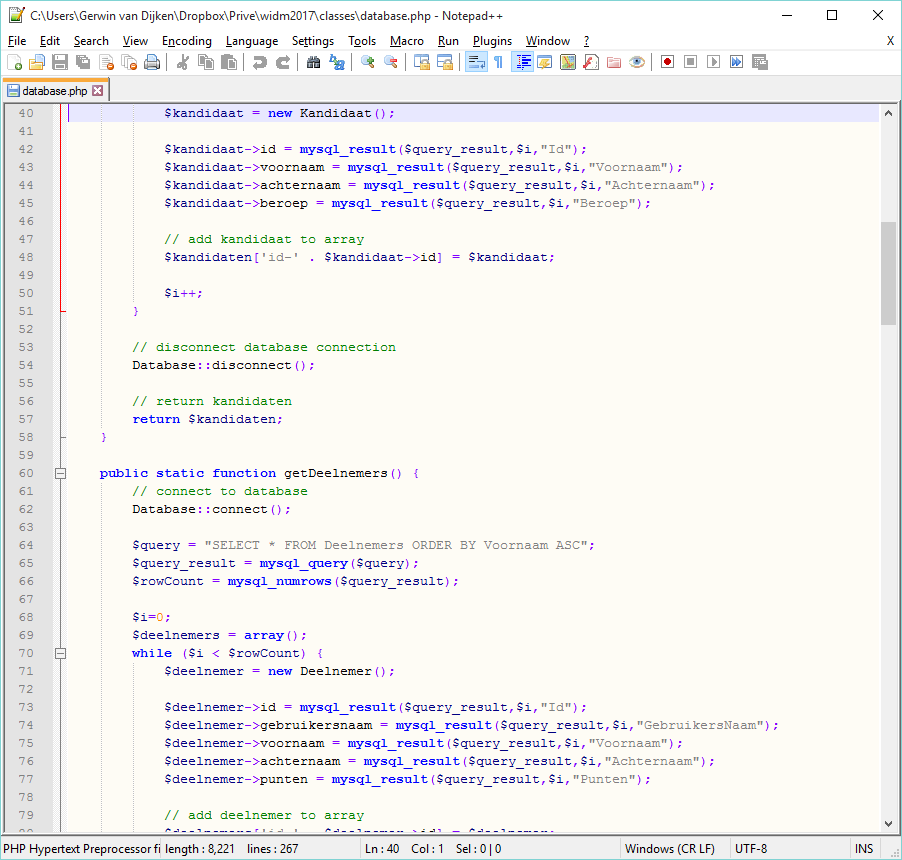 C:\Users\Gerwin van Dijken\Dropbox\Prive\widm2017\classes\database.php - Notepad++
File Edit Search View Encoding Language Settings Tools Macro Run Plugins Window ? X
database.php
40 $kandidaat = new Kandidaat();
41
42 $kandidaat->id = mysql_result($query_result,$i,"Id");
43 $kandidaat->voornaam = mysql_result($query_result,$i,"Voornaam");
44 $kandidaat->achternaam = mysql_result($query_result,$i,"Achternaam");
45 $kandidaat->beroep = mysql_result($query_result,$i,"Beroep");
46
47 // add kandidaat to array
48 $kandidaten['id-' . $kandidaat->id] = $kandidaat;
49
50 $i++;
51 }
52
53 // disconnect database connection
54 Database::disconnect();
55
56 // return kandidaten
57 return $kandidaten;
58 }
59
60 public static function getDeelnemers() {
61 // connect to database
62 Database::connect();
63
64 $query = "SELECT * FROM Deelnemers ORDER BY Voornaam ASC";
65 $query_result = mysql_query($query);
66 $rowCount = mysql_numrows($query_result);
67
68 $i=0;
69 $deelnemers = array();
70 while ($i < $rowCount) {
71 $deelnemer = new Deelnemer();
72
73 $deelnemer->id = mysql_result($query_result,$i,"Id");
74 $deelnemer->gebruikersnaam = mysql_result($query_result,$i,"GebruikersNaam");
75 $deelnemer->voornaam = mysql_result($query_result,$i,"Voornaam");
76 $deelnemer->achternaam = mysql_result($query_result,$i,"Achternaam");
77 $deelnemer->punten = mysql_result($query_result,$i,"Punten");
78
79 // add deelnemer to array
80 $deelnemers['id-' . $deelnemer->id] = $deelnemer;
PHP Hypertext Preprocessor fi length : 8,221 lines : 267 Ln : 40 Col : 1 Sel : 0 | 0 Windows (CR LF) UTF-8 INS